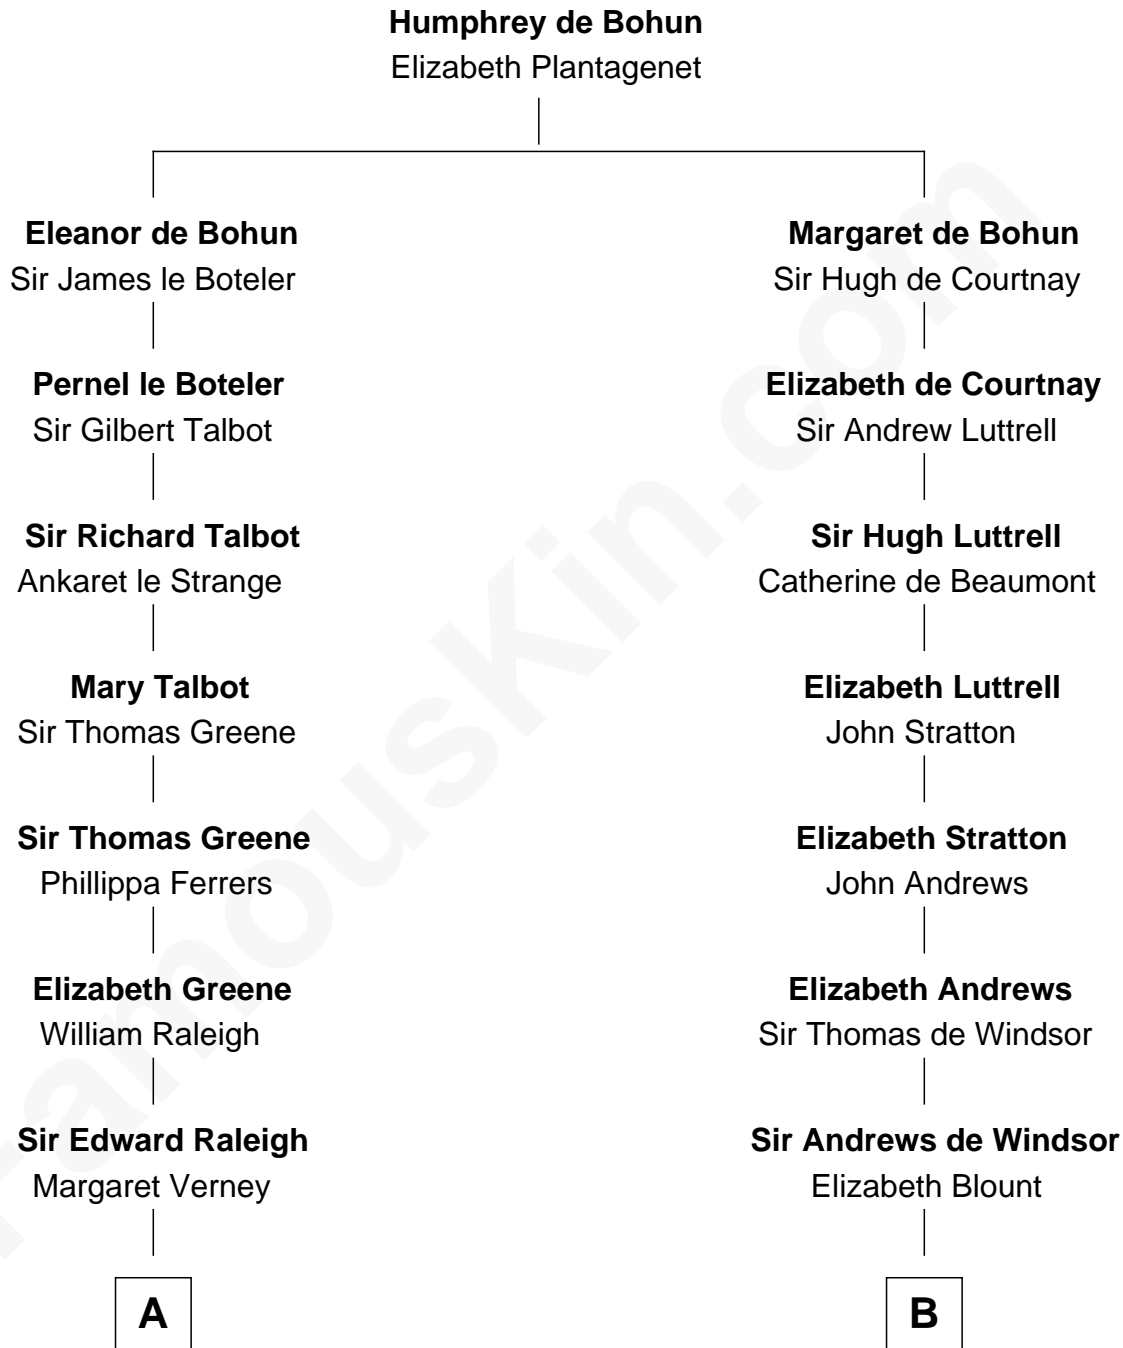 Humphrey de Bohun
Elizabeth Plantagenet
Eleanor de Bohun
Sir James le Boteler
Pernel le Boteler
Sir Gilbert Talbot
Sir Richard Talbot
Ankaret le Strange
Mary Talbot
Sir Thomas Greene
Sir Thomas Greene
Phillippa Ferrers
Elizabeth Greene
William Raleigh
Sir Edward Raleigh
Margaret Verney
A
Margaret de Bohun
Sir Hugh de Courtnay
Elizabeth de Courtnay
Sir Andrew Luttrell
Sir Hugh Luttrell
Catherine de Beaumont
Elizabeth Luttrell
John Stratton
Elizabeth Stratton
John Andrews
Elizabeth Andrews
Sir Thomas de Windsor
Sir Andrews de Windsor
Elizabeth Blount
B
FamousKin.com